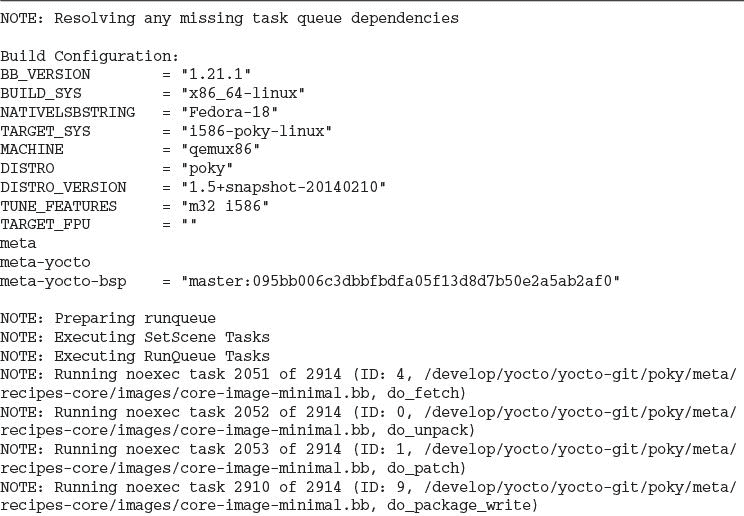 NOTE: Resolving any missing task queue dependencies
Build Configuration:
BB_VERSION = "1.21.1"
BUILD_SYS = "x86_64-linux"
NATIVELSBSTRING = "Fedora-18"
TARGET_SYS = "i586-poky-linux"
MACHINE = "qemux86"
DISTRO = "poky"
DISTRO_VERSION = "1.5+snapshot-20140210"
TUNE_FEATURES = "m32 i586"
TARGET_FPU = ""
meta
meta-yocto
meta-yocto-bsp = "master:095bb006c3dbbfbdfa05f13d8d7b50e2a5ab2af0"
NOTE: Preparing runqueue
NOTE: Executing SetScene Tasks
NOTE: Executing RunQueue Tasks
NOTE: Running noexec task 2051 of 2914 (ID: 4, /develop/yocto/yocto-git/poky/meta/
recipes-core/images/core-image-minimal.bb, do_fetch)
NOTE: Running noexec task 2052 of 2914 (ID: 0, /develop/yocto/yocto-git/poky/meta/
recipes-core/images/core-image-minimal.bb, do_unpack)
NOTE: Running noexec task 2053 of 2914 (ID: 1, /develop/yocto/yocto-git/poky/meta/
recipes-core/images/core-image-minimal.bb, do_patch)
NOTE: Running noexec task 2910 of 2914 (ID: 9, /develop/yocto/yocto-git/poky/meta/
recipes-core/images/core-image-minimal.bb, do_package_write)